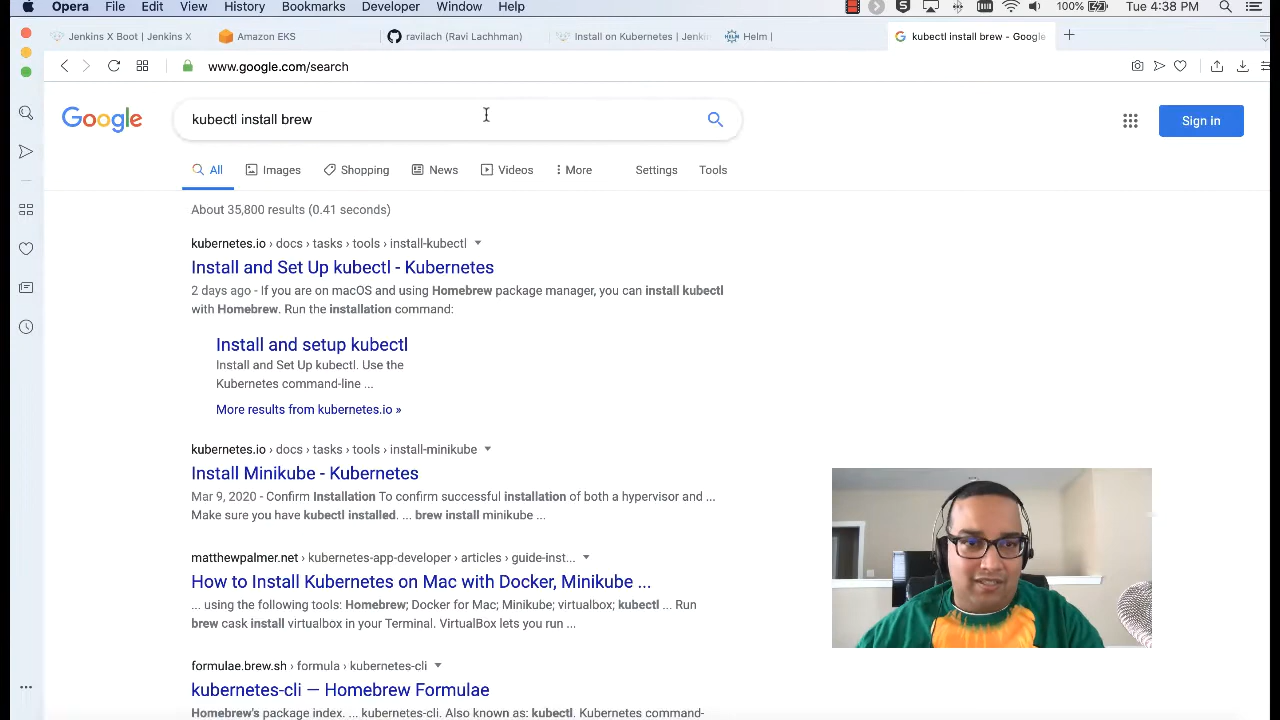 Opera File Edit View History Bookmarks Developer Window Help 100% Tue 4:38 PM
Jenkins X Boot | Jenkins X Amazon EKS ravilach (Ravi Lachhman) Install on Kubernetes | Jenk HELM Helm | kubectl install brew - Google
www.google.com/search
Google kubectl install brew Sign in
All Images Shopping News Videos More Settings Tools
About 35,800 results (0.41 seconds)
kubernetes.io › docs › tasks › tools › install-kubectl
Install and Set Up kubectl - Kubernetes
2 days ago - If you are on macOS and using Homebrew package manager, you can install kubectl
with Homebrew. Run the installation command:
Install and setup kubectl
Install and Set Up kubectl. Use the
Kubernetes command-line ...
More results from kubernetes.io »
kubernetes.io › docs › tasks › tools › install-minikube
Install Minikube - Kubernetes
Mar 9, 2020 - Confirm Installation To confirm successful installation of both a hypervisor and ...
Make sure you have kubectl installed. ... brew install minikube ...
matthewpalmer.net › kubernetes-app-developer › articles › guide-inst...
How to Install Kubernetes on Mac with Docker, Minikube ...
... using the following tools: Homebrew; Docker for Mac; Minikube; virtualbox; kubectl ... Run
brew cask install virtualbox in your Terminal. VirtualBox lets you run ...
formulae.brew.sh › formula › kubernetes-cli
kubernetes-cli — Homebrew Formulae
Homebrew's package index. ... kubernetes-cli. Also known as: kubectl. Kubernetes command-